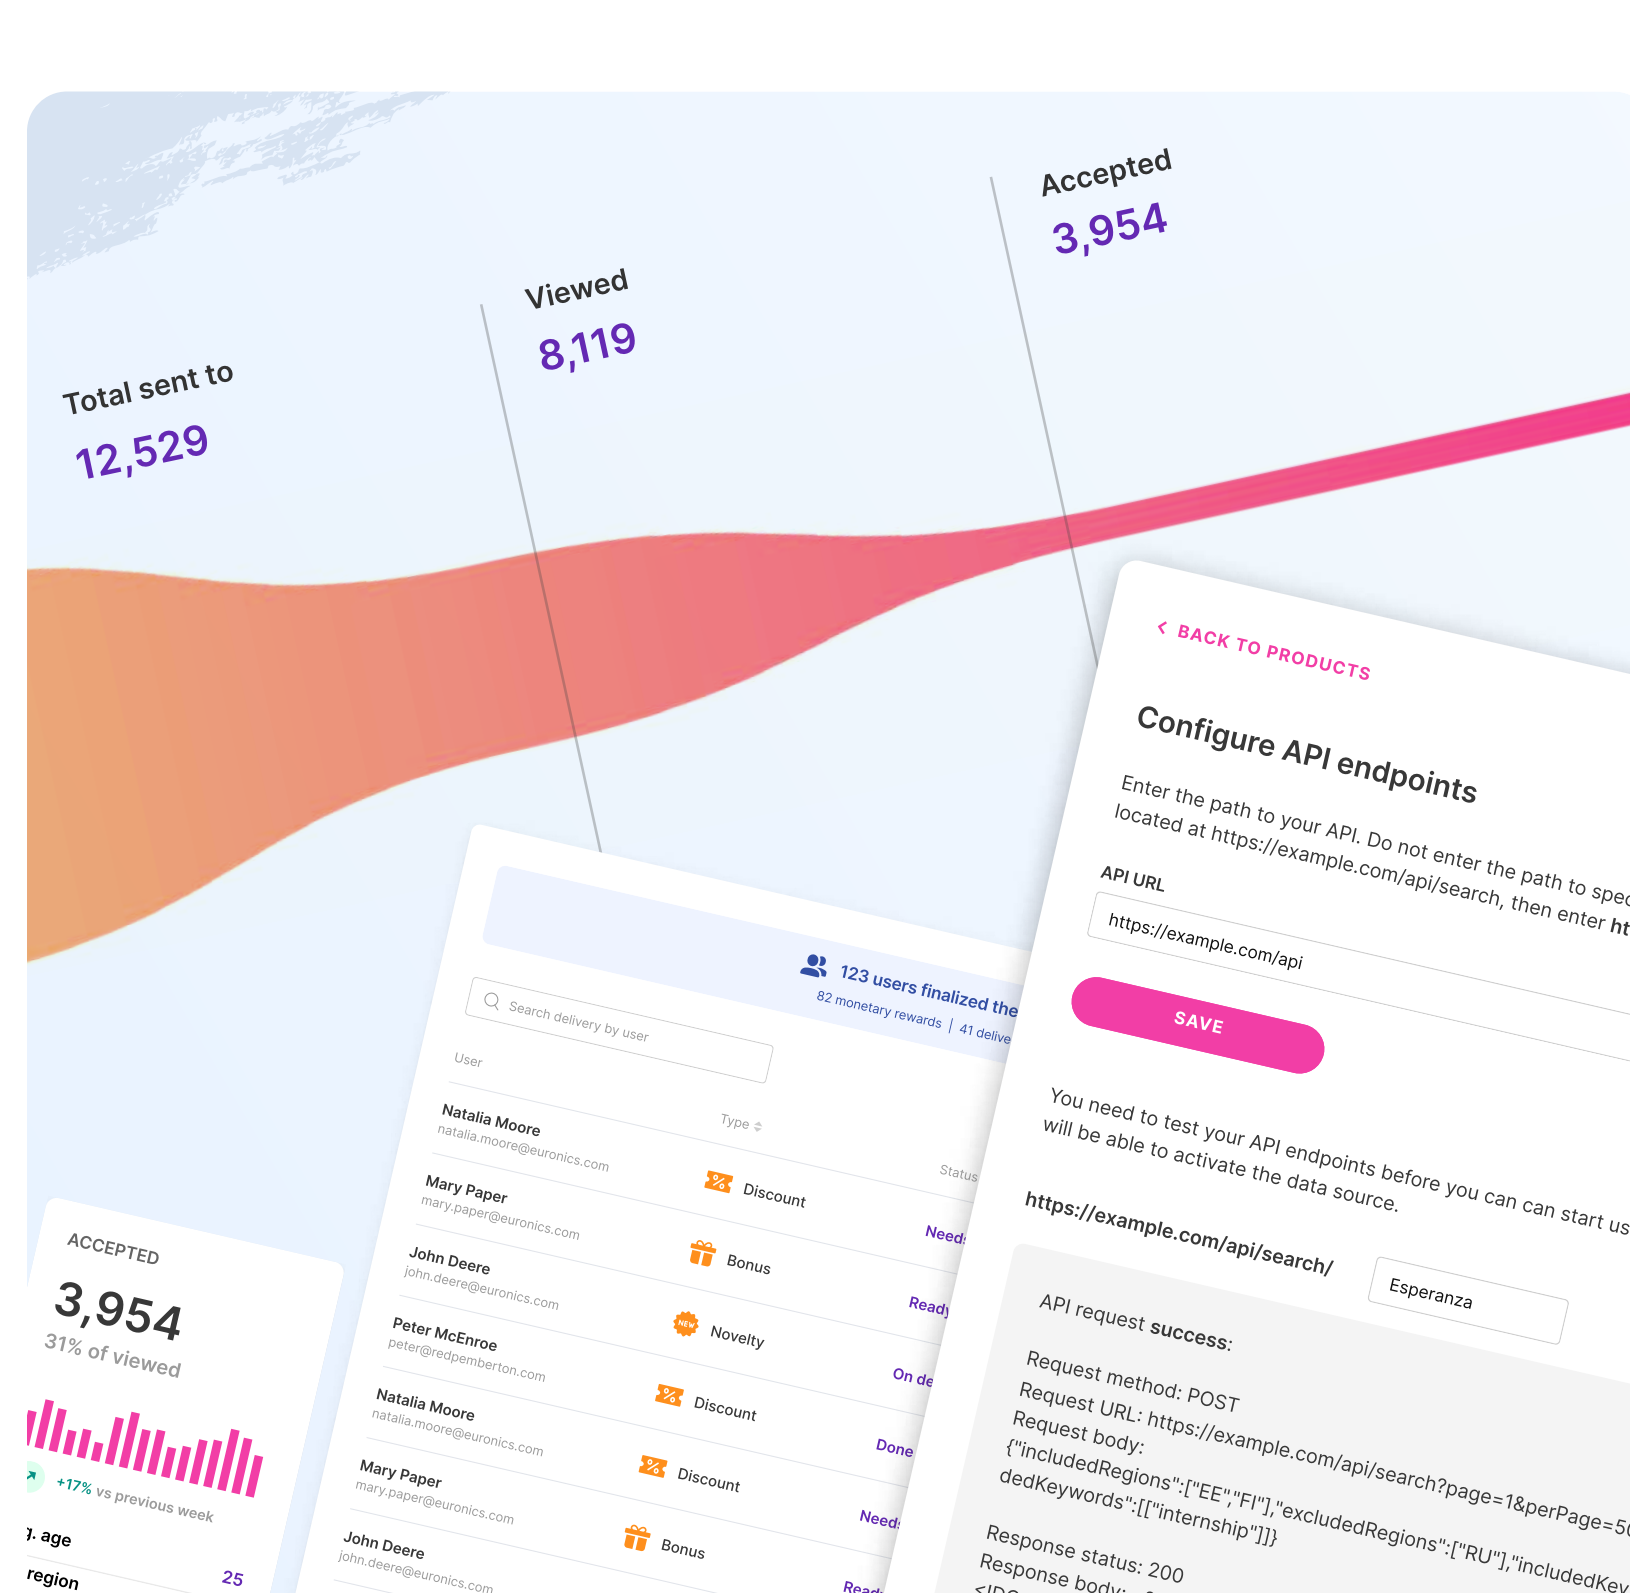 Total sent to
12,529
Viewed
8,119
Accepted
3,954
BACK TO PRODUCTS
Configure API endpoints
Enter the path to your API. Do not enter the path to
located at https://example.com/api/search, then enter
API URL
https://example.com/api
SAVE
You need to test your API endpoints before you can can start
will be able to activate the data source.
https://example.com/api/search/
Esperanza
API request success:
Request method: POST
Request URL: https://example.com/api/search?page=1&perPage=50
Request body:
{"includedRegions":["EE","FI"],"excludedRegions":["RU"],"includedKey
dedKeywords":[["internship"]]}
Response status: 200
Response body:
123 users finalized the
82 monetary rewards | 41
Search delivery by user
User
Type
Status
Natalia Moore
natalia.moore@euronics.com
Discount
Needs
Mary Paper
mary.paper@euronics.com
Bonus
Ready
John Deere
john.deere@euronics.com
NEW
Novelty
On
Peter McEnroe
peter@redpemberton.com
Discount
Done
Natalia Moore
natalia.moore@euronics.com
Discount
Needs
Mary Paper
mary.paper@euronics.com
Bonus
Ready
John Deere
john.deere@euronics.com
ACCEPTED
3,954
31% of viewed
+17% vs previous week
age
25
region